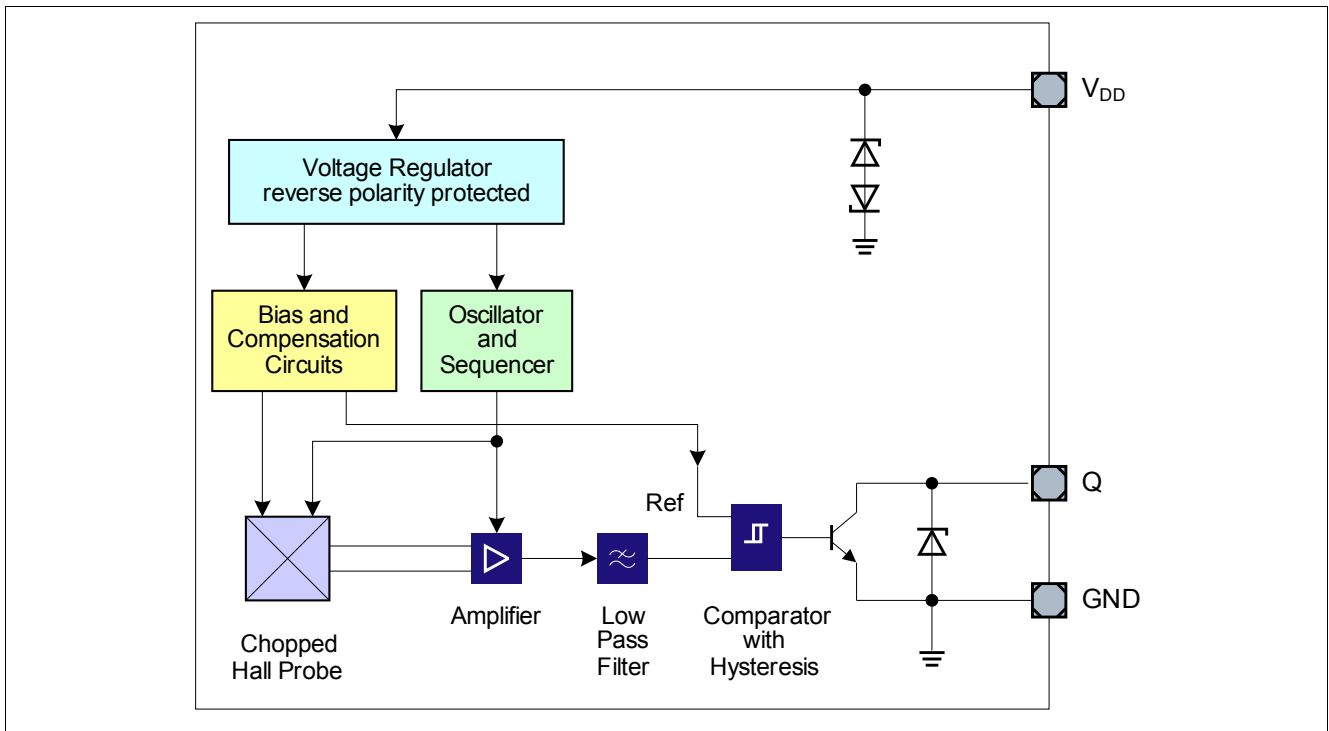 V_DD
Voltage Regulator
reverse polarity protected
Bias and
Compensation
Circuits
Oscillator
and
Sequencer
Ref
Q
GND
Amplifier
Low
Pass
Filter
Comparator
with
Hysteresis
Chopped
Hall Probe